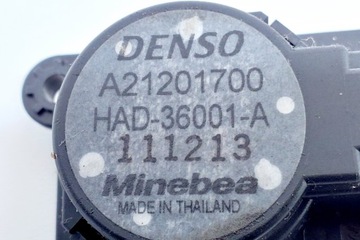 DENSO
A21201700
HAD-36001-A
111213
Minebea
MADE IN THAILAND